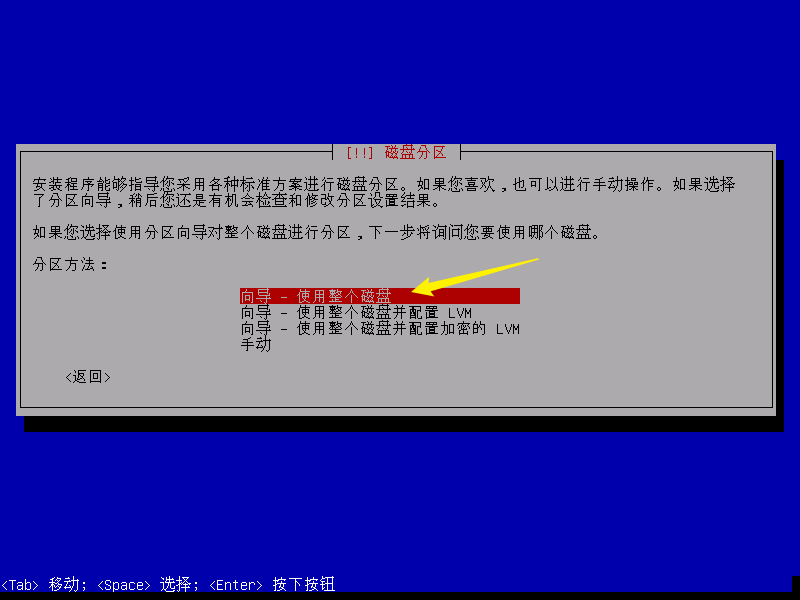 [!!] 磁盘分区
安装程序能够指导您采用各种标准方案进行磁盘分区。如果您喜欢,也可以进行手动操作。如果选择
了分区向导,稍后您还是有机会检查和修改分区设置结果。
如果您选择使用分区向导对整个磁盘进行分区,下一步将询问您要使用哪个磁盘。
分区方法:
向导 - 使用整个磁盘
向导 - 使用整个磁盘并配置 LVM
向导 - 使用整个磁盘并配置加密的 LVM
手动
<返回>
<Tab> 移动; <Space> 选择; <Enter> 按下按钮